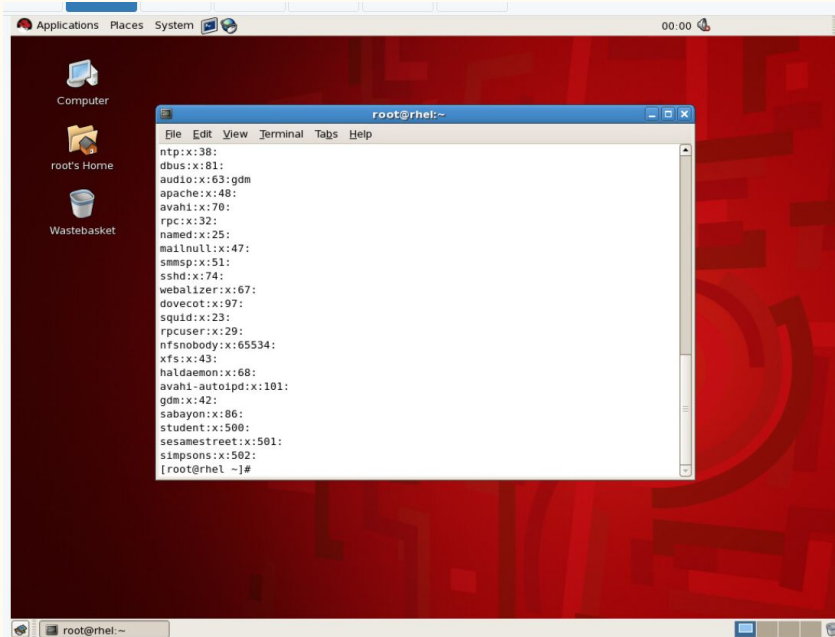 Applications Places System
00:00
Computer
root's Home
Wastebasket
root@rhel:~
File Edit View Terminal Tabs Help
ntp:x:38:
dbus:x:81:
audio:x:63:gdm
apache:x:48:
avahi:x:70:
rpc:x:32:
named:x:25:
mailnull:x:47:
smmsp:x:51:
sshd:x:74:
webalizer:x:67:
dovecot:x:97:
squid:x:23:
rpcuser:x:29:
nfsnobody:x:65534:
xfs:x:43:
haldaemon:x:68:
avahi-autoipd:x:101:
gdm:x:42:
sabayon:x:86:
student:x:500:
sesamestreet:x:501:
simpsons:x:502:
[root@rhel ~]#
root@rhel:~